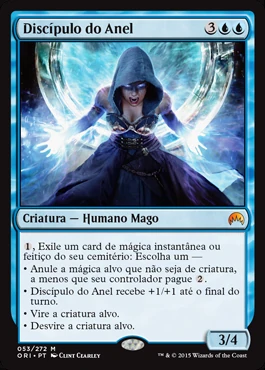 Discípulo do Anel 3
Criatura — Humano Mago
1, Exile um card de mágica instantânea ou
feitiço do seu cemitério: Escolha um —
• Anule a mágica alvo que não seja de criatura,
a menos que seu controlador pague 2.
• Discípulo do Anel recebe +1/+1 até o final do
turno.
• Vire a criatura alvo.
• Desvire a criatura alvo.
3/4
053/272 M
ORI • PT CLINT CEARLEY
™ & © 2015 Wizards of the Coast